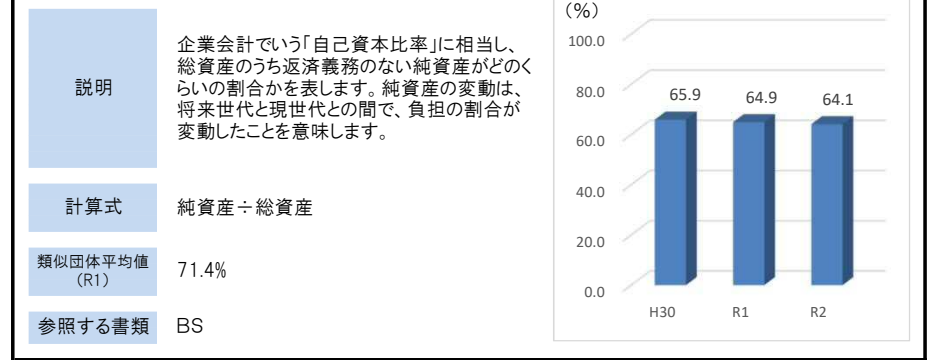 説明
企業会計でいう「自己資本比率」に相当し、
総資産のうち返済義務のない純資産がどのく
らいの割合かを表します。純資産の変動は、
将来世代と現世代との間で、負担の割合が
変動したことを意味します。
計算式
純資産÷総資産
類似団体平均値
(R1)
71.4%
参照する書類
BS
(%)
100.0
80.0
60.0
40.0
20.0
0.0
65.9
64.9
64.1
H30
R1
R2